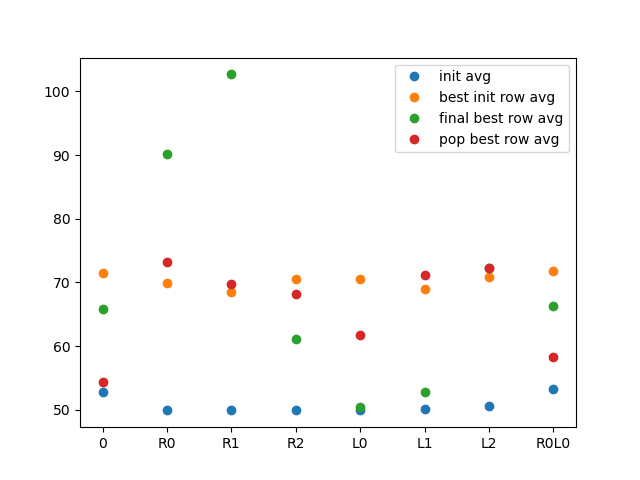 100
90
80
70
60
50
0 R0 R1 R2 L0 L1 L2 R0L0
init avg
best init row avg
final best row avg
pop best row avg